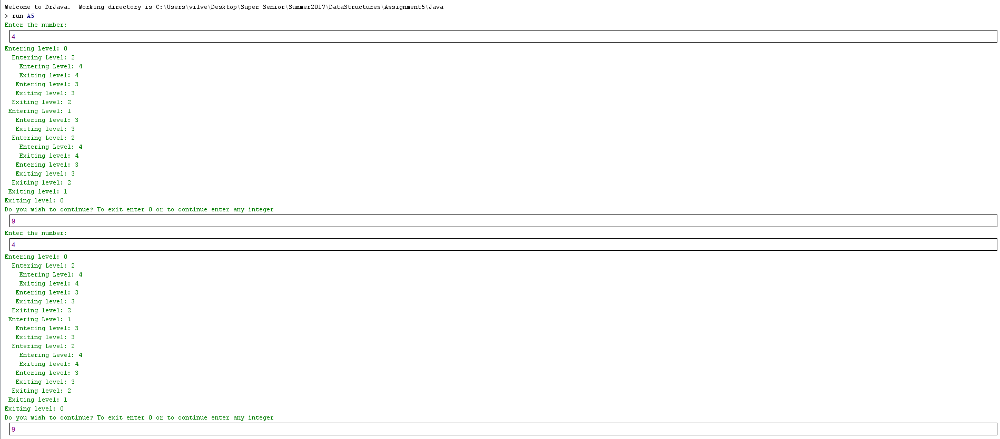 Welcome to DrJava.  Working directory is C:\Users\vilve\Desktop\Super Senior\Summer2017\DataStructures\Assignment5\Java
> run A5
Enter the number:
4
Entering Level: 0
  Entering Level: 2
    Entering Level: 4
    Exiting level: 4
   Entering Level: 3
   Exiting level: 3
  Exiting level: 2
 Entering Level: 1
   Entering Level: 3
   Exiting level: 3
  Entering Level: 2
    Entering Level: 4
    Exiting level: 4
   Entering Level: 3
   Exiting level: 3
  Exiting level: 2
 Exiting level: 1
Exiting level: 0
Do you wish to continue? To exit enter 0 or to continue enter any integer
9
Enter the number:
4
Entering Level: 0
  Entering Level: 2
    Entering Level: 4
    Exiting level: 4
   Entering Level: 3
   Exiting level: 3
  Exiting level: 2
 Entering Level: 1
   Entering Level: 3
   Exiting level: 3
  Entering Level: 2
    Entering Level: 4
    Exiting level: 4
   Entering Level: 3
   Exiting level: 3
  Exiting level: 2
 Exiting level: 1
Exiting level: 0
Do you wish to continue? To exit enter 0 or to continue enter any integer
9